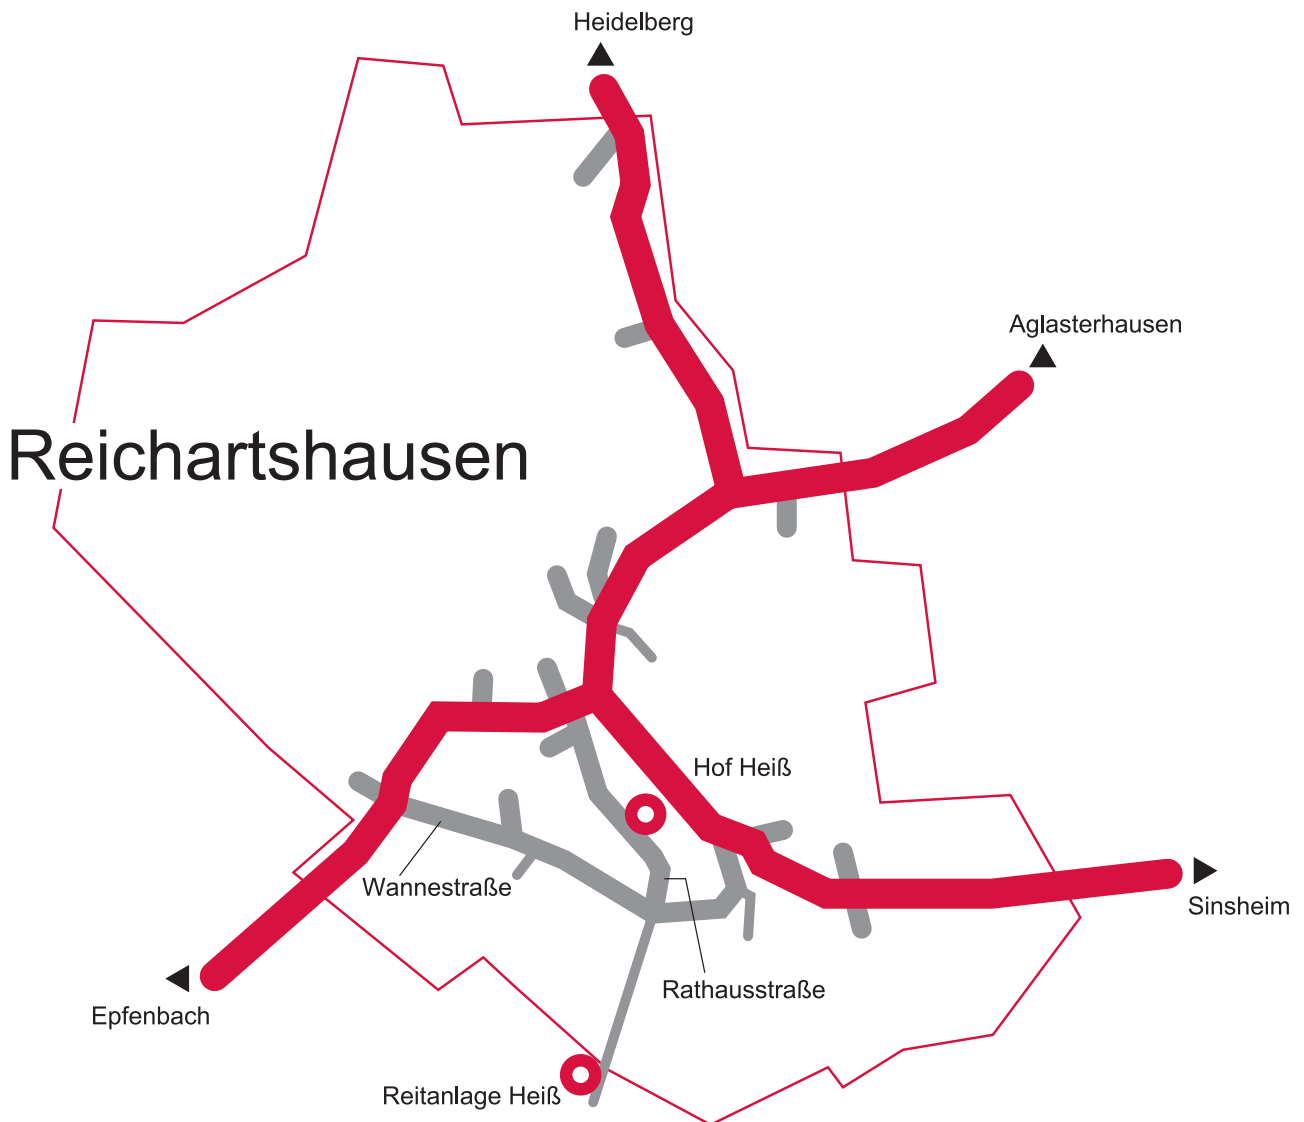 Heidelberg
Aglasterhausen
Reichartshausen
Hof Heiß
Wannestraße
Sinsheim
Rathausstraße
Epfenbach
Reitanlage Heiß